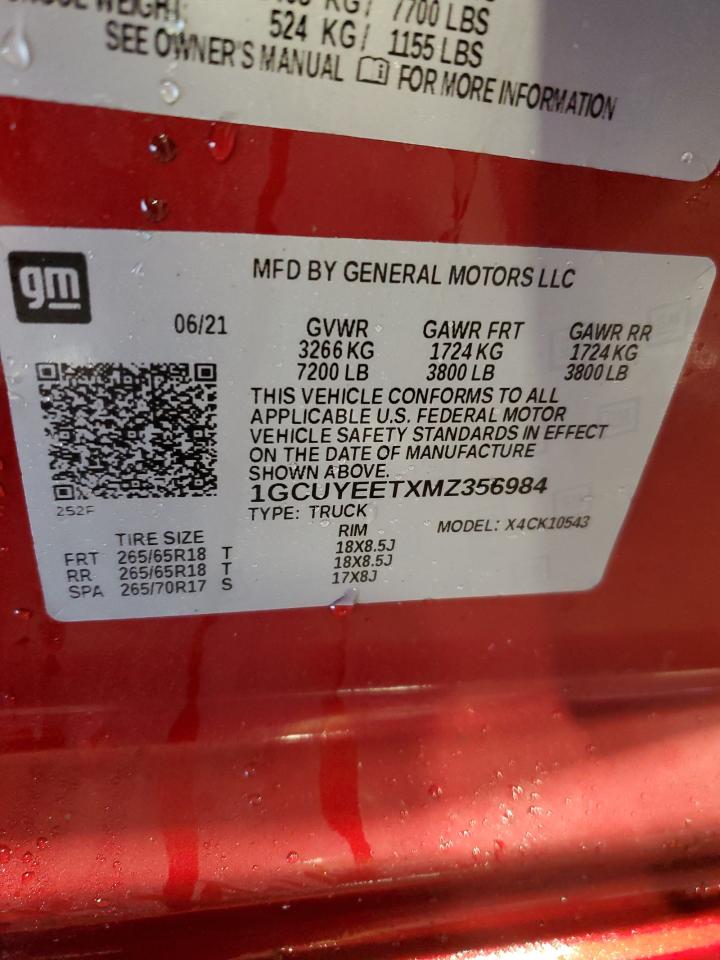 KG/ 7700 LBS
524 KG/ 1155 LBS
SEE OWNER'S MANUAL FOR MORE INFORMATION
gm
MFD BY GENERAL MOTORS LLC
06/21
GVWR GAWR FRT GAWR RR
3266 KG 1724 KG 1724 KG
7200 LB 3800 LB 3800 LB
THIS VEHICLE CONFORMS TO ALL
APPLICABLE U.S. FEDERAL MOTOR
VEHICLE SAFETY STANDARDS IN EFFECT
ON THE DATE OF MANUFACTURE
SHOWN ABOVE.
1GCUYEETXMZ356984
252F
TYPE: TRUCK
MODEL: X4CK10543
TIRE SIZE RIM
FRT 265/65R18 T 18X8.5J
RR 265/65R18 T 18X8.5J
SPA 265/70R17 S 17X8J